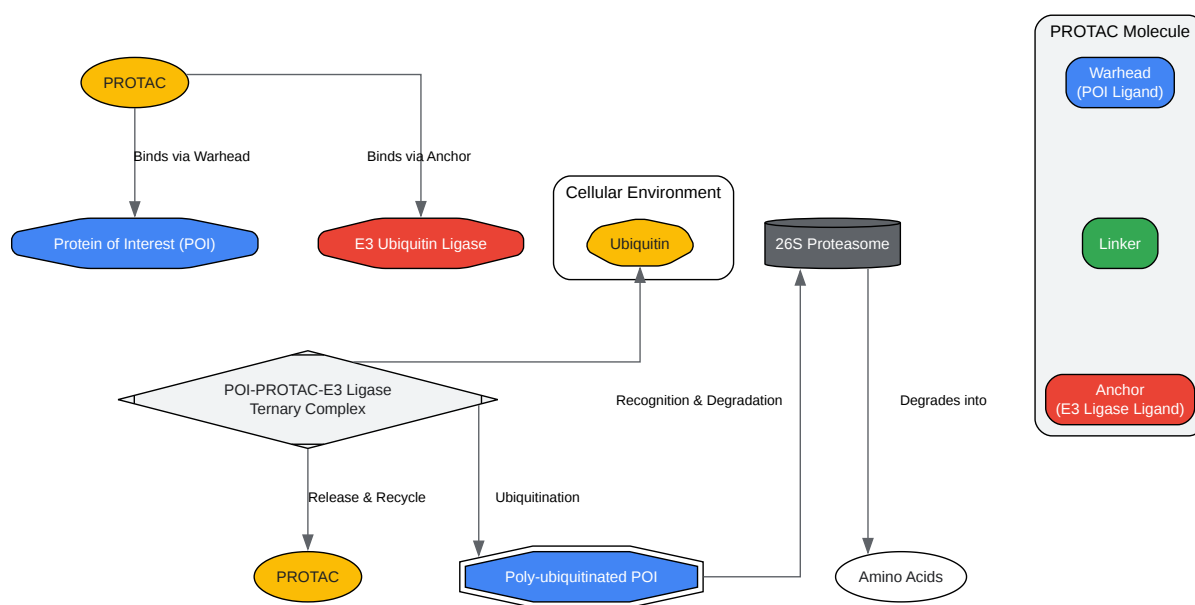 PROTAC Molecule
PROTAC
Warhead
(POI Ligand)
Binds via Warhead
Binds via Anchor
Cellular Environment
Protein of Interest (POI)
E3 Ubiquitin Ligase
Ubiquitin
26S Proteasome
Linker
POI-PROTAC-E3 Ligase
Ternary Complex
Recognition & Degradation
Degrades into
Anchor
(E3 Ligase Ligand)
Release & Recycle
Ubiquitination
PROTAC
Poly-ubiquitinated POI
Amino Acids